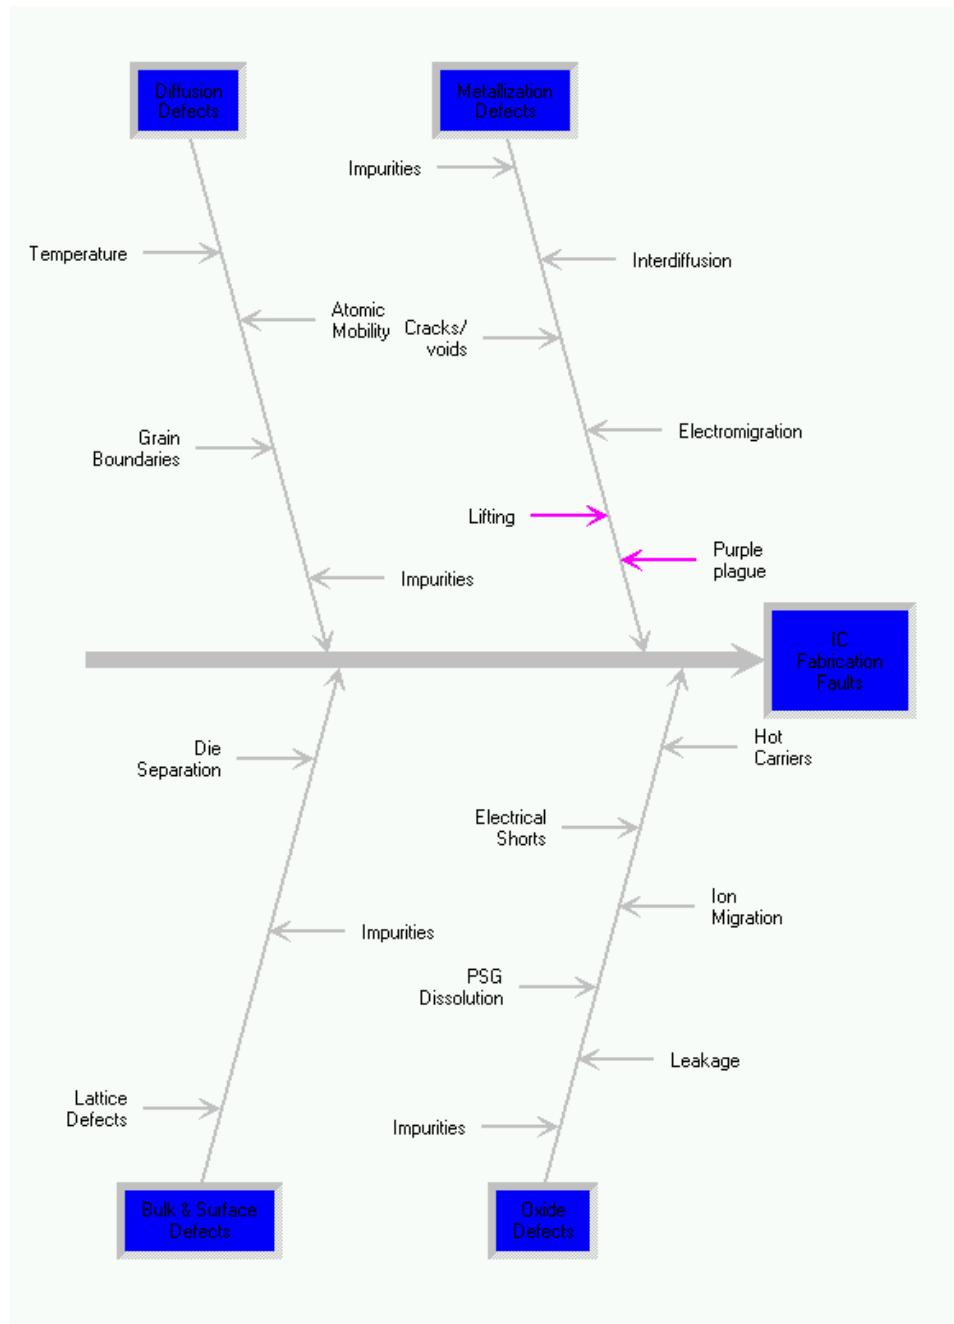 Diffusion
Defects
Metallization
Defects
Impurities
Temperature
Interdiffusion
Atomic
Mobility
Cracks/
voids
Grain
Boundaries
Electromigration
Lifting
Purple
plague
Impurities
IC
Fabrication
Faults
Die
Separation
Hot
Carriers
Electrical
Shorts
Ion
Migration
Impurities
PSG
Dissolution
Leakage
Lattice
Defects
Impurities
Bulk & Surface
Defects
Oxide
Defects